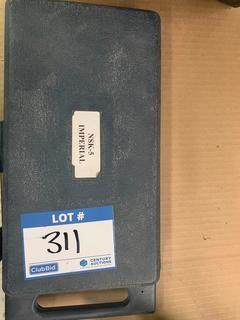 NSK-5
IMPERIAL
LOT #
311
ClubBid
CENTURY
AUCTIONS